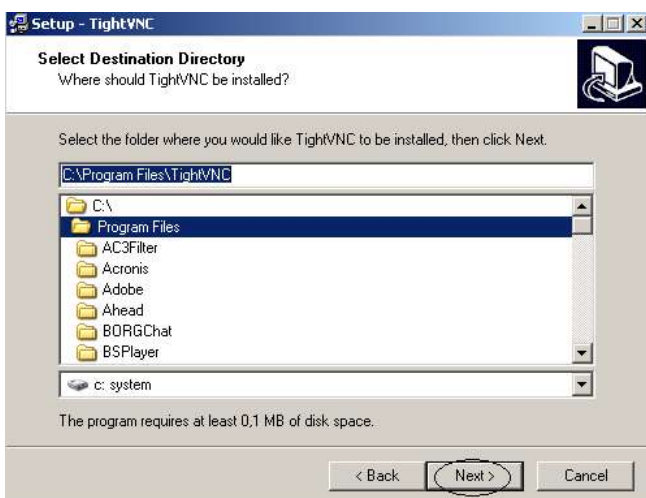 Setup - TightVNC
Select Destination Directory
Where should TightVNC be installed?
Select the folder where you would like TightVNC to be installed, then click Next.
C:\Program Files\TightVNC
C:\
Program Files
AC3Filter
Acronis
Adobe
Ahead
BORGChat
BSPlayer
c: system
The program requires at least 0,1 MB of disk space.
< Back Next > Cancel